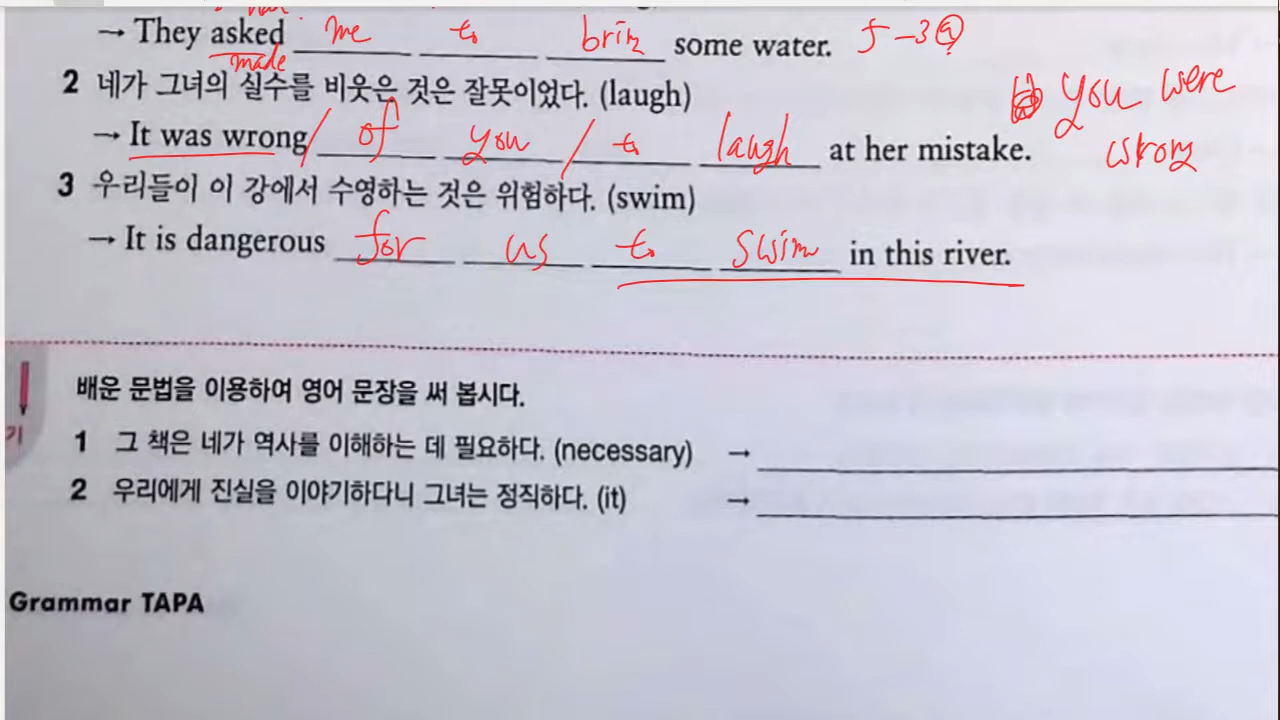 → They asked me to bring some water. 5-3
made
2 네가 그녀의 실수를 비웃은 것은 잘못이었다. (laugh)
you were
→ It was wrong / of you / to laugh at her mistake.
wrong
3 우리들이 이 강에서 수영하는 것은 위험하다. (swim)
→ It is dangerous for us to swim in this river.
기
배운 문법을 이용하여 영어 문장을 써 봅시다.
1 그 책은 네가 역사를 이해하는 데 필요하다. (necessary) →
2 우리에게 진실을 이야기하다니 그녀는 정직하다. (it) →
Grammar TAPA